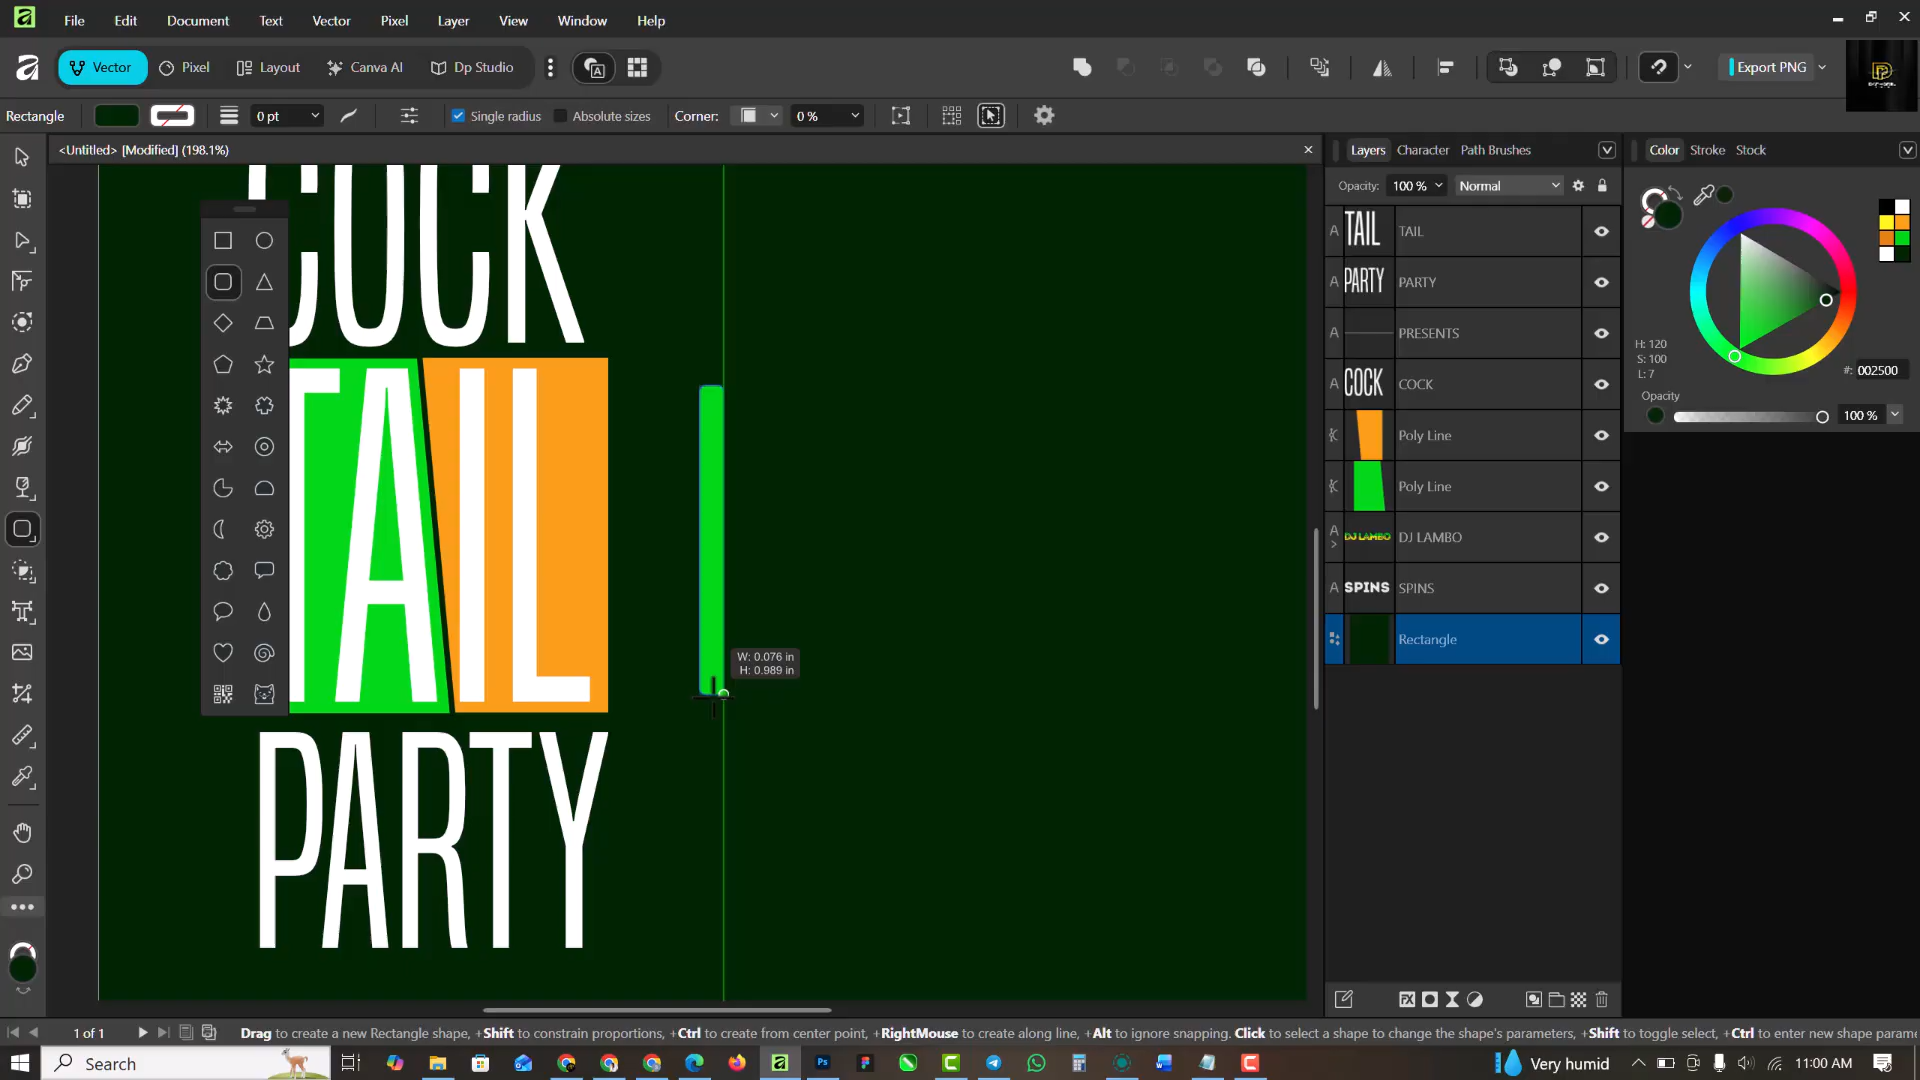 File Edit Document Text Vector Pixel Layer View Window Help
Vector Pixel Layout Canva AI Dp Studio Export PNG
Rectangle 0 pt Single radius Absolute sizes Corner: 0 %
<Untitled> [Modified] (198.1%)
COCK
TAIL
PARTY
W: 0.076 in
H: 0.989 in
Layers Character Path Brushes
Opacity: 100 % Normal
A TAIL TAIL
A PARTY PARTY
A PRESENTS
A COCK COCK
Poly Line
Poly Line
A DJ LAMBO DJ LAMBO
A SPINS SPINS
Rectangle
Color Stroke Stock
H: 120
S: 100
L: 7
#: 002500
Opacity
100 %
1 of 1
Drag to create a new Rectangle shape, +Shift to constrain proportions, +Ctrl to create from center point, +RightMouse to create along line, +Alt to ignore snapping. Click to select a shape to change the shape's parameters, +Shift to toggle select, +Ctrl to enter new shape parame
Search
Very humid
11:00 AM